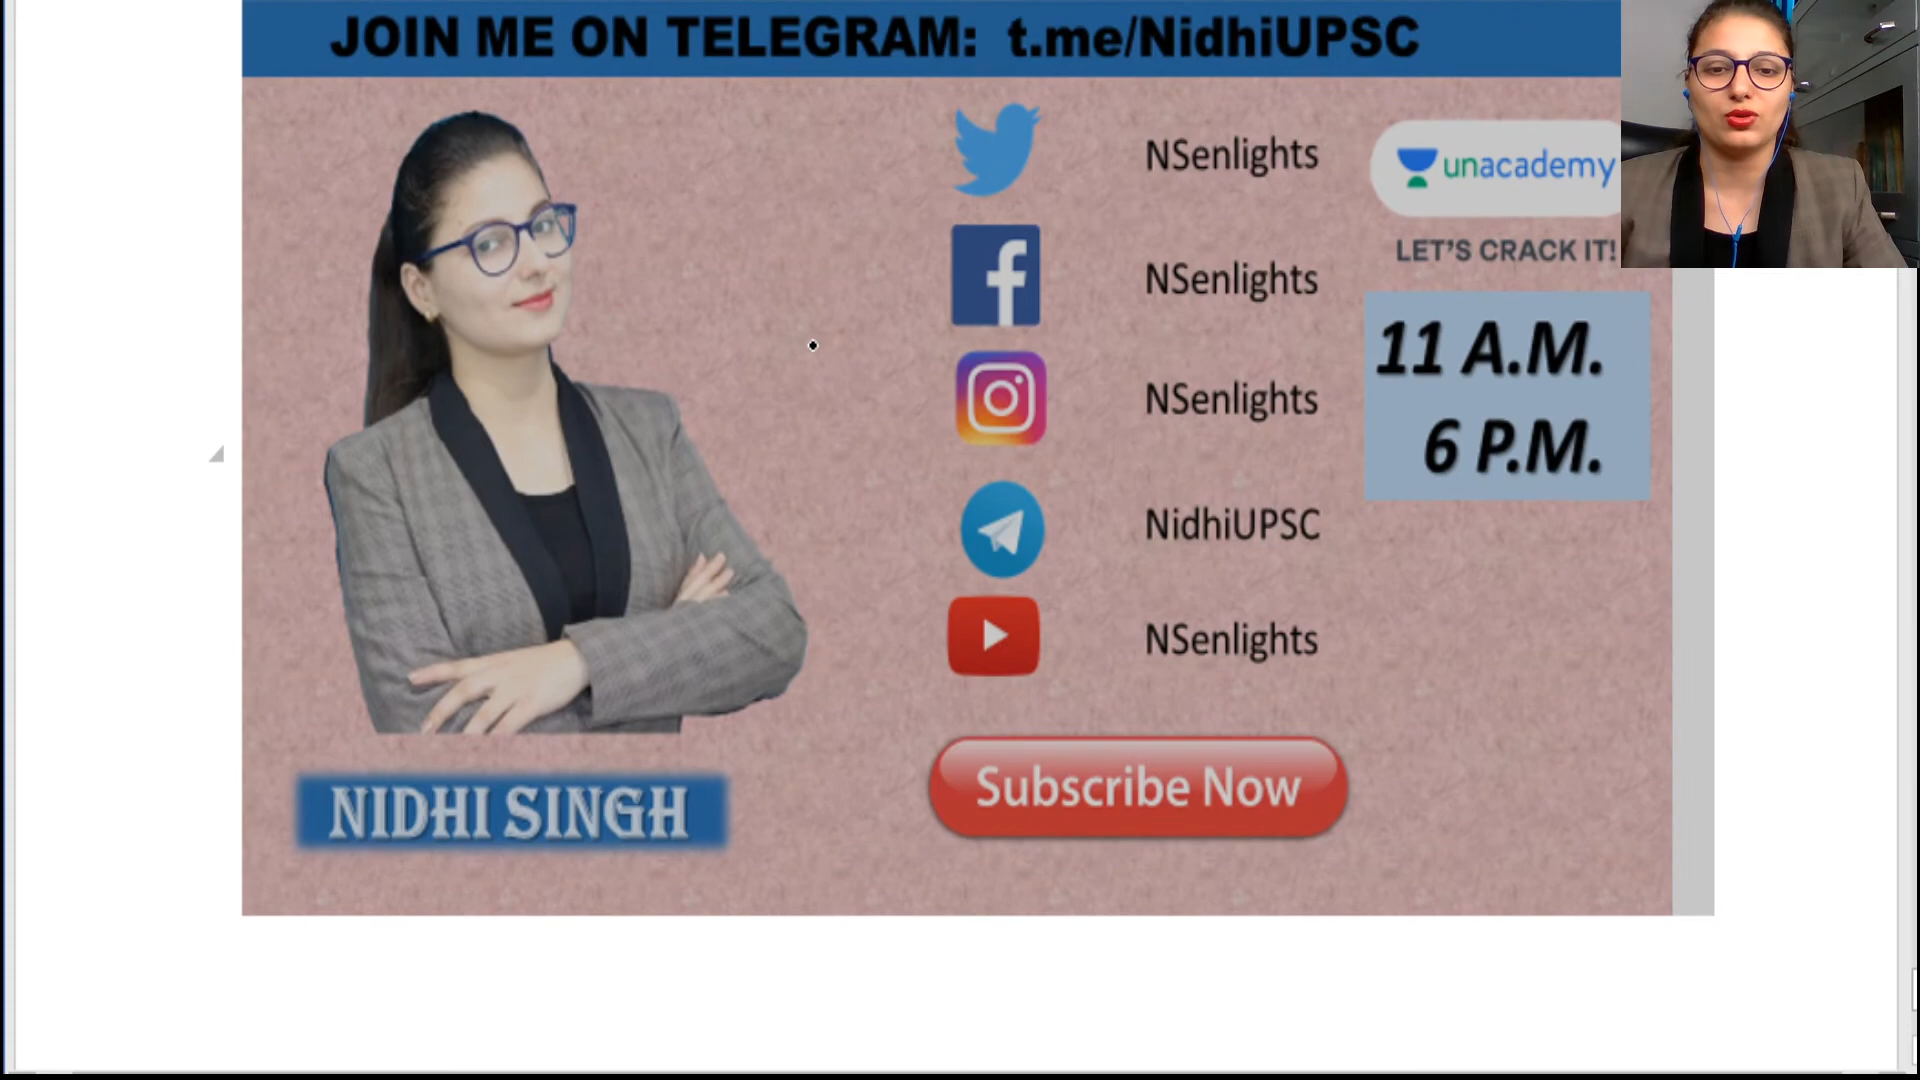 JOIN ME ON TELEGRAM: t.me/NidhiUPSC
NSenlights
unacademy
LET'S CRACK IT!
NSenlights
11 A.M.
6 P.M.
NSenlights
NidhiUPSC
NSenlights
Subscribe Now
NIDHI SINGH